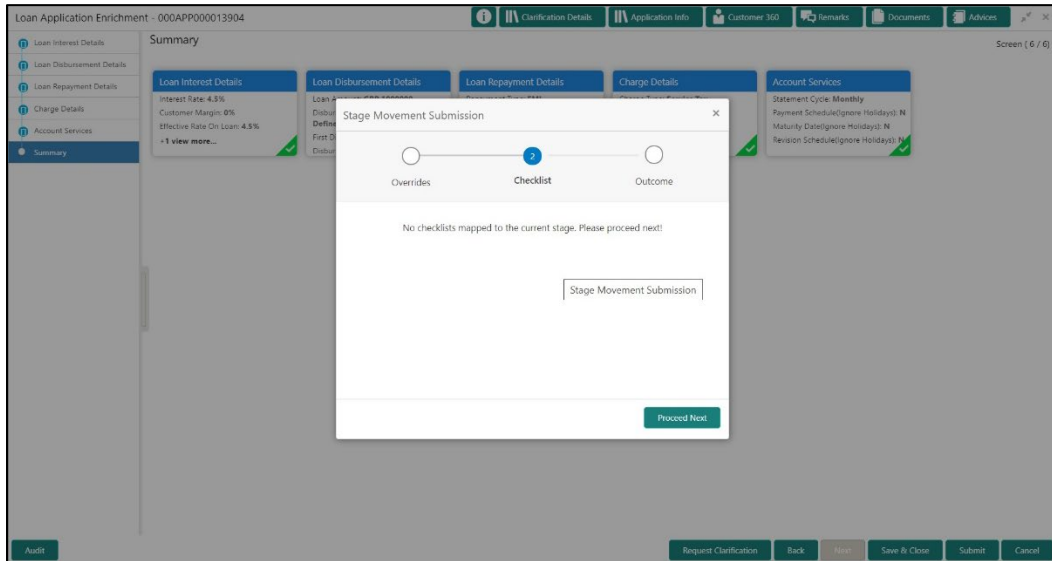 Loan Application Enrichment - 000APP000013904
Clarification Details
Application Info
Customer 360
Remarks
Documents
Advices
Loan Interest Details
Loan Disbursement Details
Loan Repayment Details
Charge Details
Account Services
Summary
Summary
Screen ( 6 / 6)
Loan Interest Details
Interest Rate: 4.5%
Customer Margin: 0%
Effective Rate On Loan: 4.5%
+1 view more...
Loan Disbursement Details
Define
First D
Disbur
Loan Repayment Details
Charge Details
Account Services
Statement Cycle: Monthly
Payment Schedule(Ignore Holidays): N
Maturity Date(Ignore Holidays): N
Revision Schedule(Ignore Holidays): N
Stage Movement Submission
2
Overrides
Checklist
Outcome
No checklists mapped to the current stage. Please proceed next!
Stage Movement Submission
Proceed Next
Audit
Request Clarification
Back
Next
Save & Close
Submit
Cancel